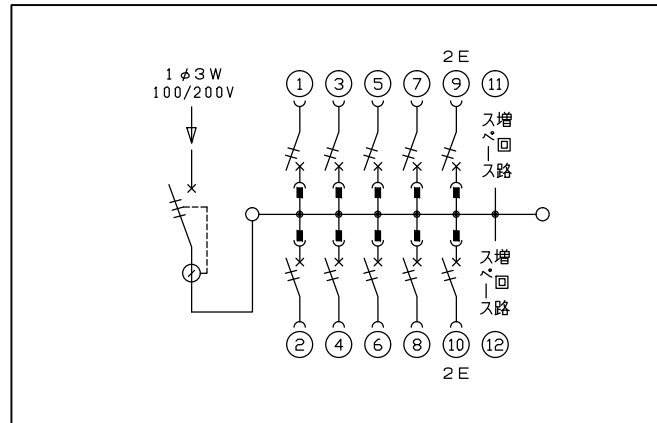 1φ3W
100/200V
2E
① ③ ⑤ ⑦ ⑨ ⑪
増回路
スペース
増回路
スペース
② ④ ⑥ ⑧ ⑩ ⑫
2E